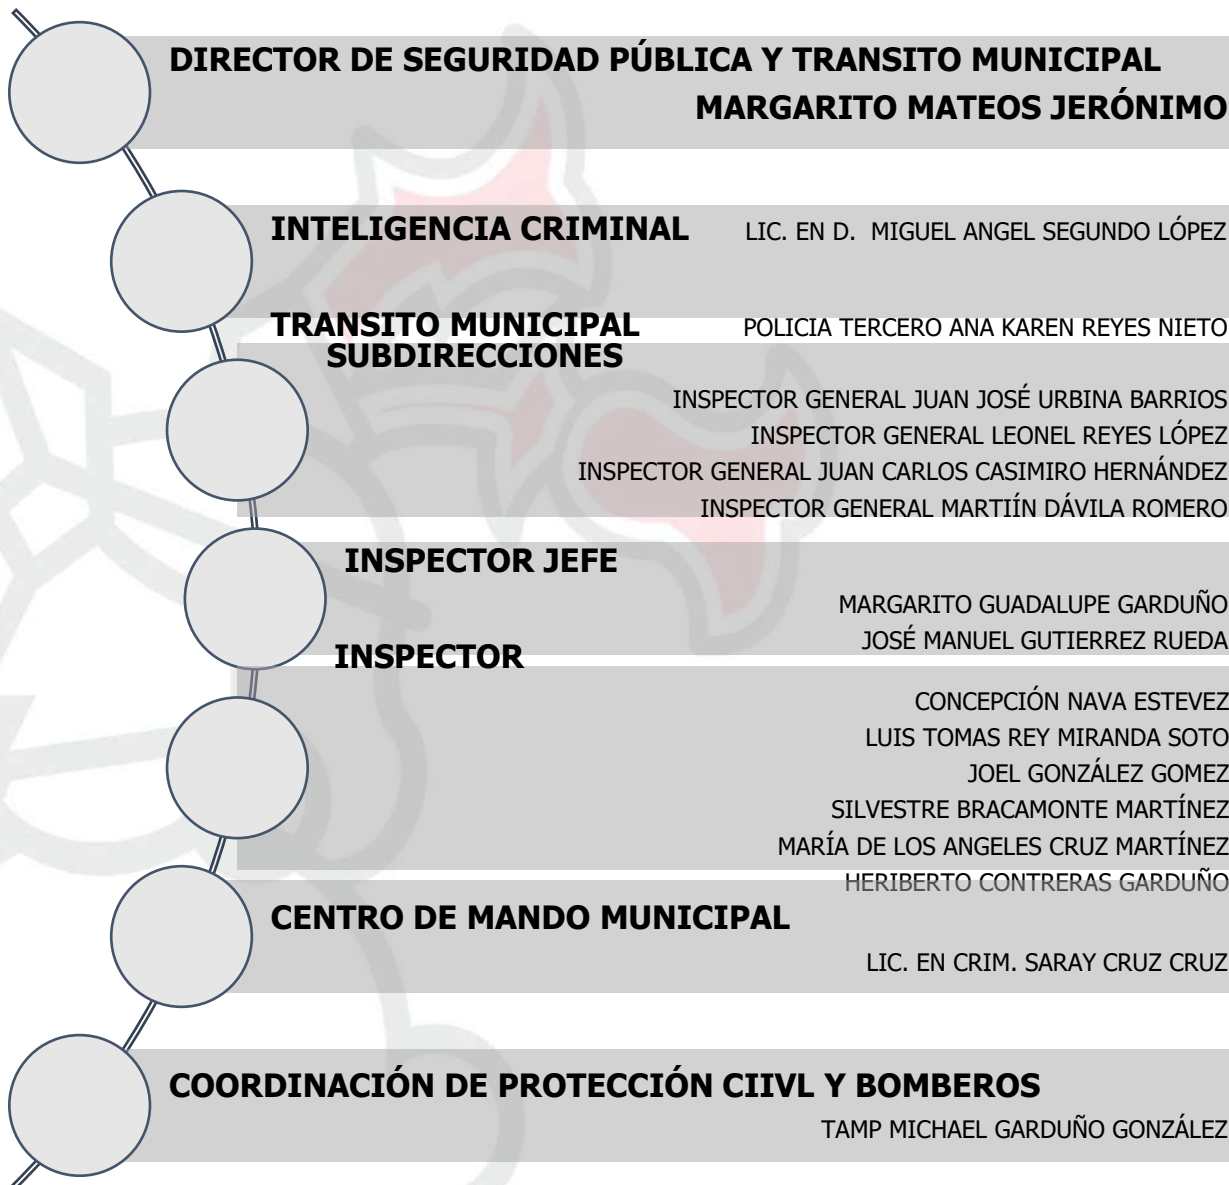 DIRECTOR DE SEGURIDAD PÚBLICA Y TRANSITO MUNICIPAL
MARGARITO MATEOS JERÓNIMO
INTELIGENCIA CRIMINAL LIC. EN D. MIGUEL ANGEL SEGUNDO LÓPEZ
TRANSITO MUNICIPAL POLICIA TERCERO ANA KAREN REYES NIETO
SUBDIRECCIONES
INSPECTOR GENERAL JUAN JOSÉ URBINA BARRIOS
INSPECTOR GENERAL LEONEL REYES LÓPEZ
INSPECTOR GENERAL JUAN CARLOS CASIMIRO HERNÁNDEZ
INSPECTOR GENERAL MARTIÍN DÁVILA ROMERO
INSPECTOR JEFE
MARGARITO GUADALUPE GARDUÑO
JOSÉ MANUEL GUTIERREZ RUEDA
INSPECTOR
CONCEPCIÓN NAVA ESTEVEZ
LUIS TOMAS REY MIRANDA SOTO
JOEL GONZÁLEZ GOMEZ
SILVESTRE BRACAMONTE MARTÍNEZ
MARÍA DE LOS ANGELES CRUZ MARTÍNEZ
HERIBERTO CONTRERAS GARDUÑO
CENTRO DE MANDO MUNICIPAL
LIC. EN CRIM. SARAY CRUZ CRUZ
COORDINACIÓN DE PROTECCIÓN CIIVL Y BOMBEROS
TAMP MICHAEL GARDUÑO GONZÁLEZ